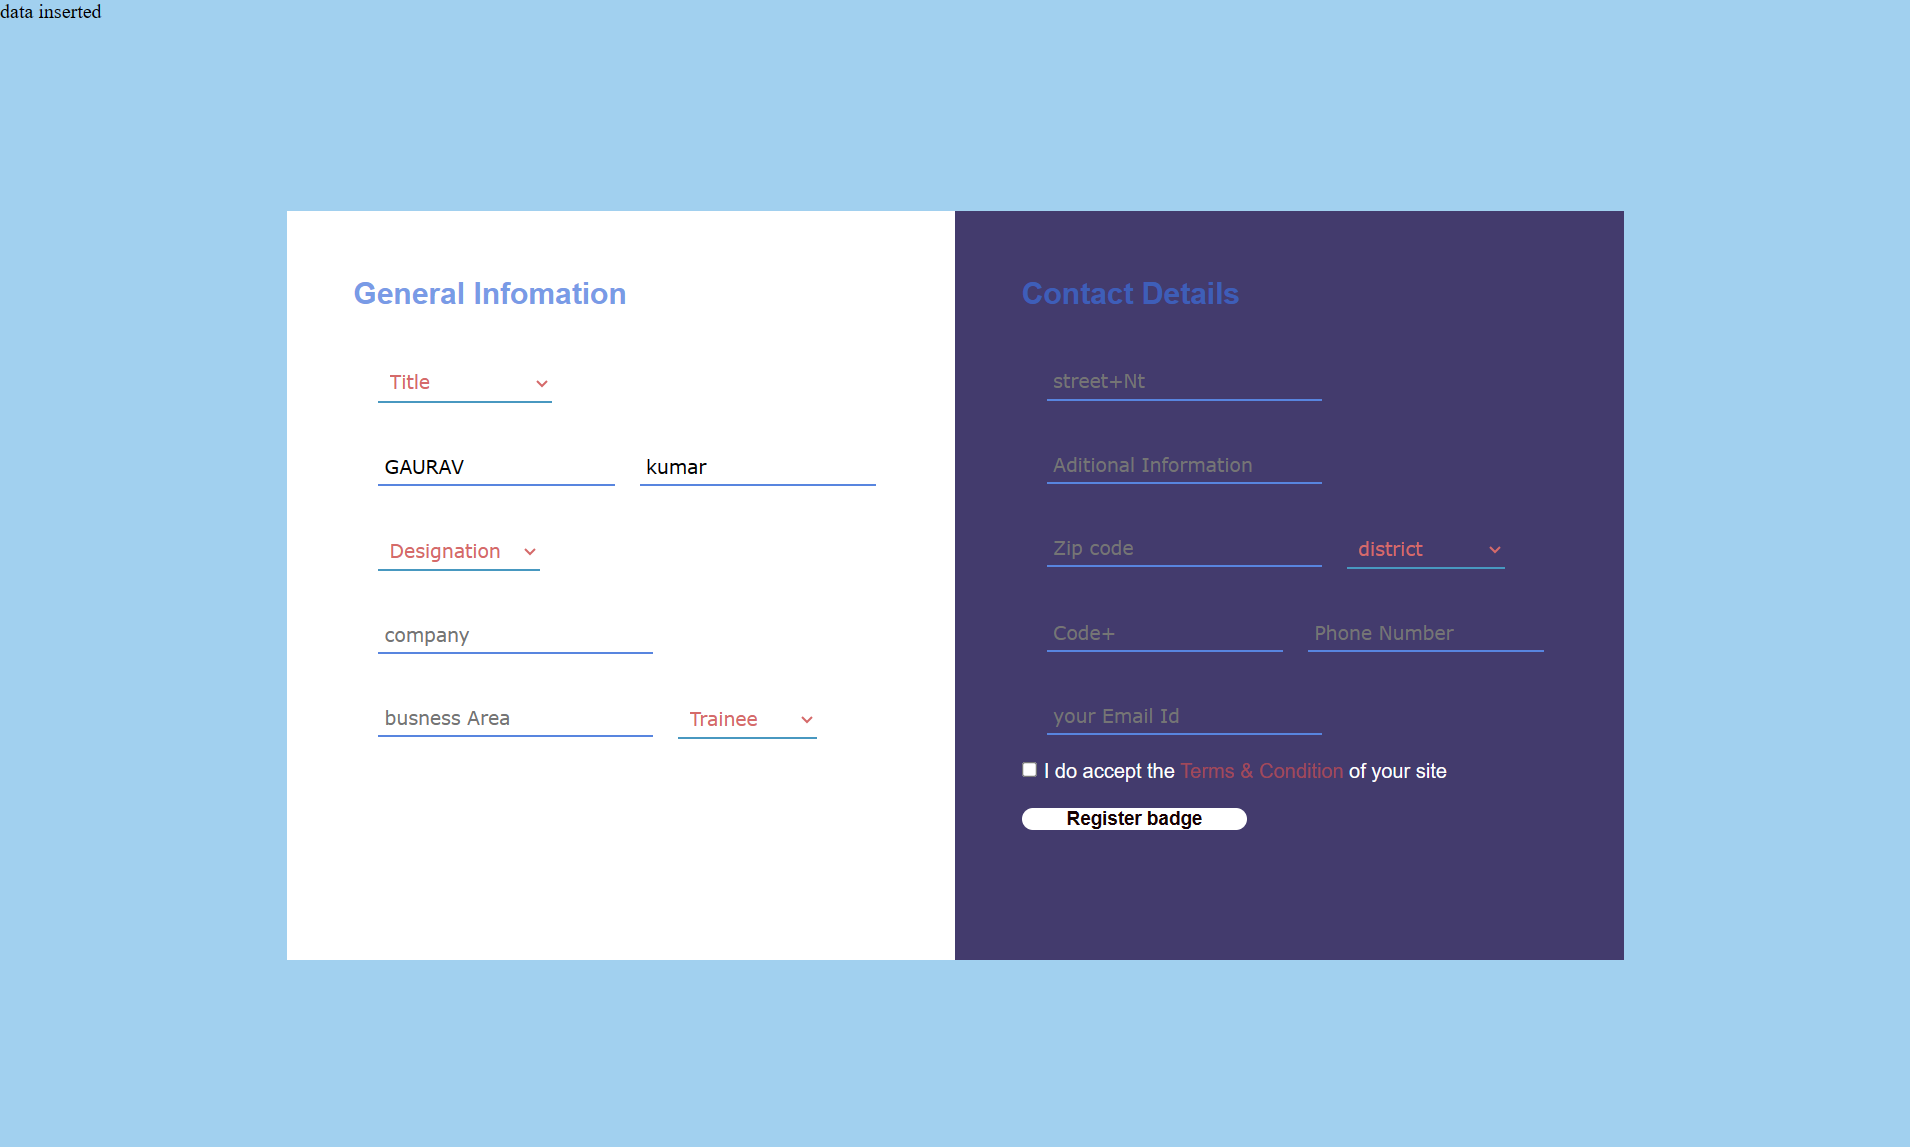 data inserted
General Infomation
Title
GAURAV kumar
Designation
company
busness Area Trainee
Contact Details
street+Nt
Aditional Information
Zip code district
Code+ Phone Number
your Email Id
I do accept the Terms & Condition of your site
Register badge